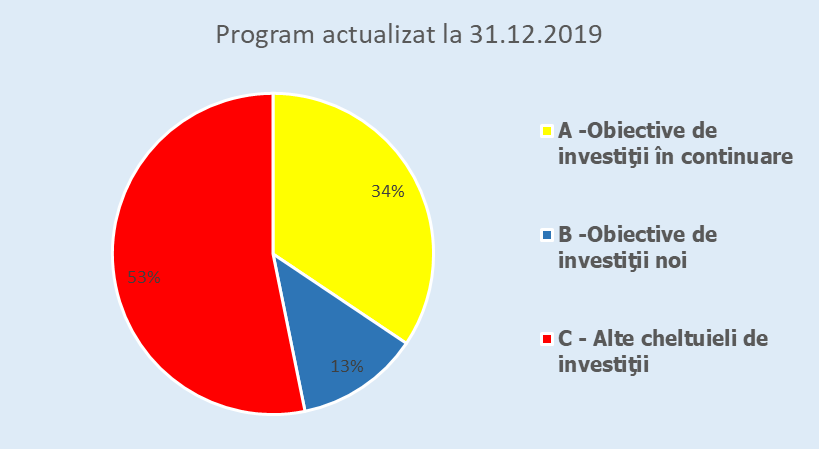 Program actualizat la 31.12.2019
34%
53%
13%
A -Obiective de
investiţii în continuare
B -Obiective de
investiţii noi
C - Alte cheltuieli de
investiţii